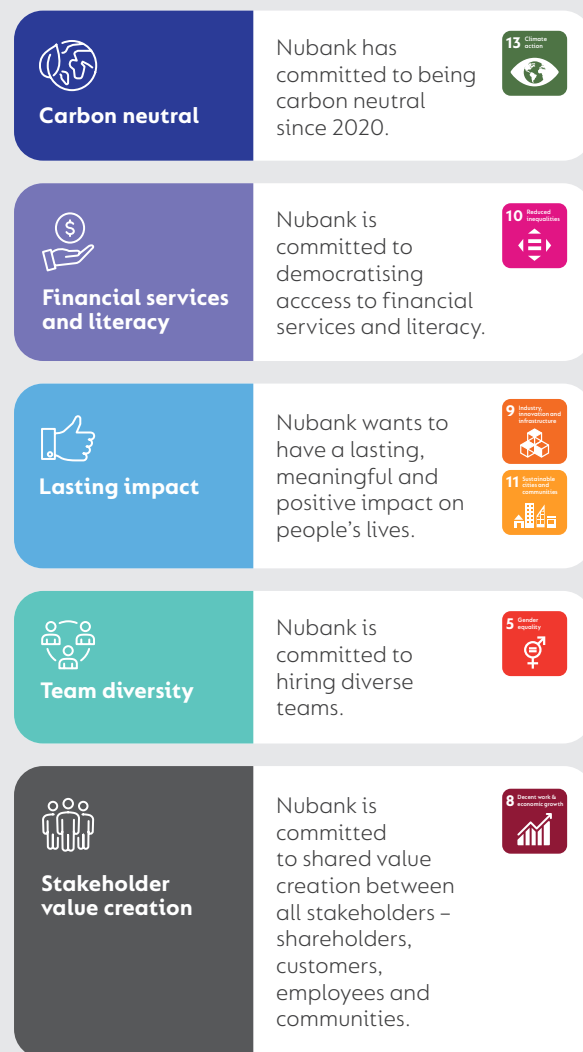 Carbon neutral
Nubank has
committed to being
carbon neutral
since 2020.
13 Climate
action
Financial services
and literacy
Nubank is
committed to
democratising
acccess to financial
services and literacy.
10 Reduced
inequalities
Lasting impact
Nubank wants to
have a lasting,
meaningful and
positive impact on
people’s lives.
9 Industry,
innovation and
infrastructure
11 Sustainable
cities and
communities
Team diversity
Nubank is
committed to
hiring diverse
teams.
5 Gender
equality
Stakeholder
value creation
Nubank is
committed
to shared value
creation between
all stakeholders –
shareholders,
customers,
employees and
communities.
8 Decent work &
economic growth